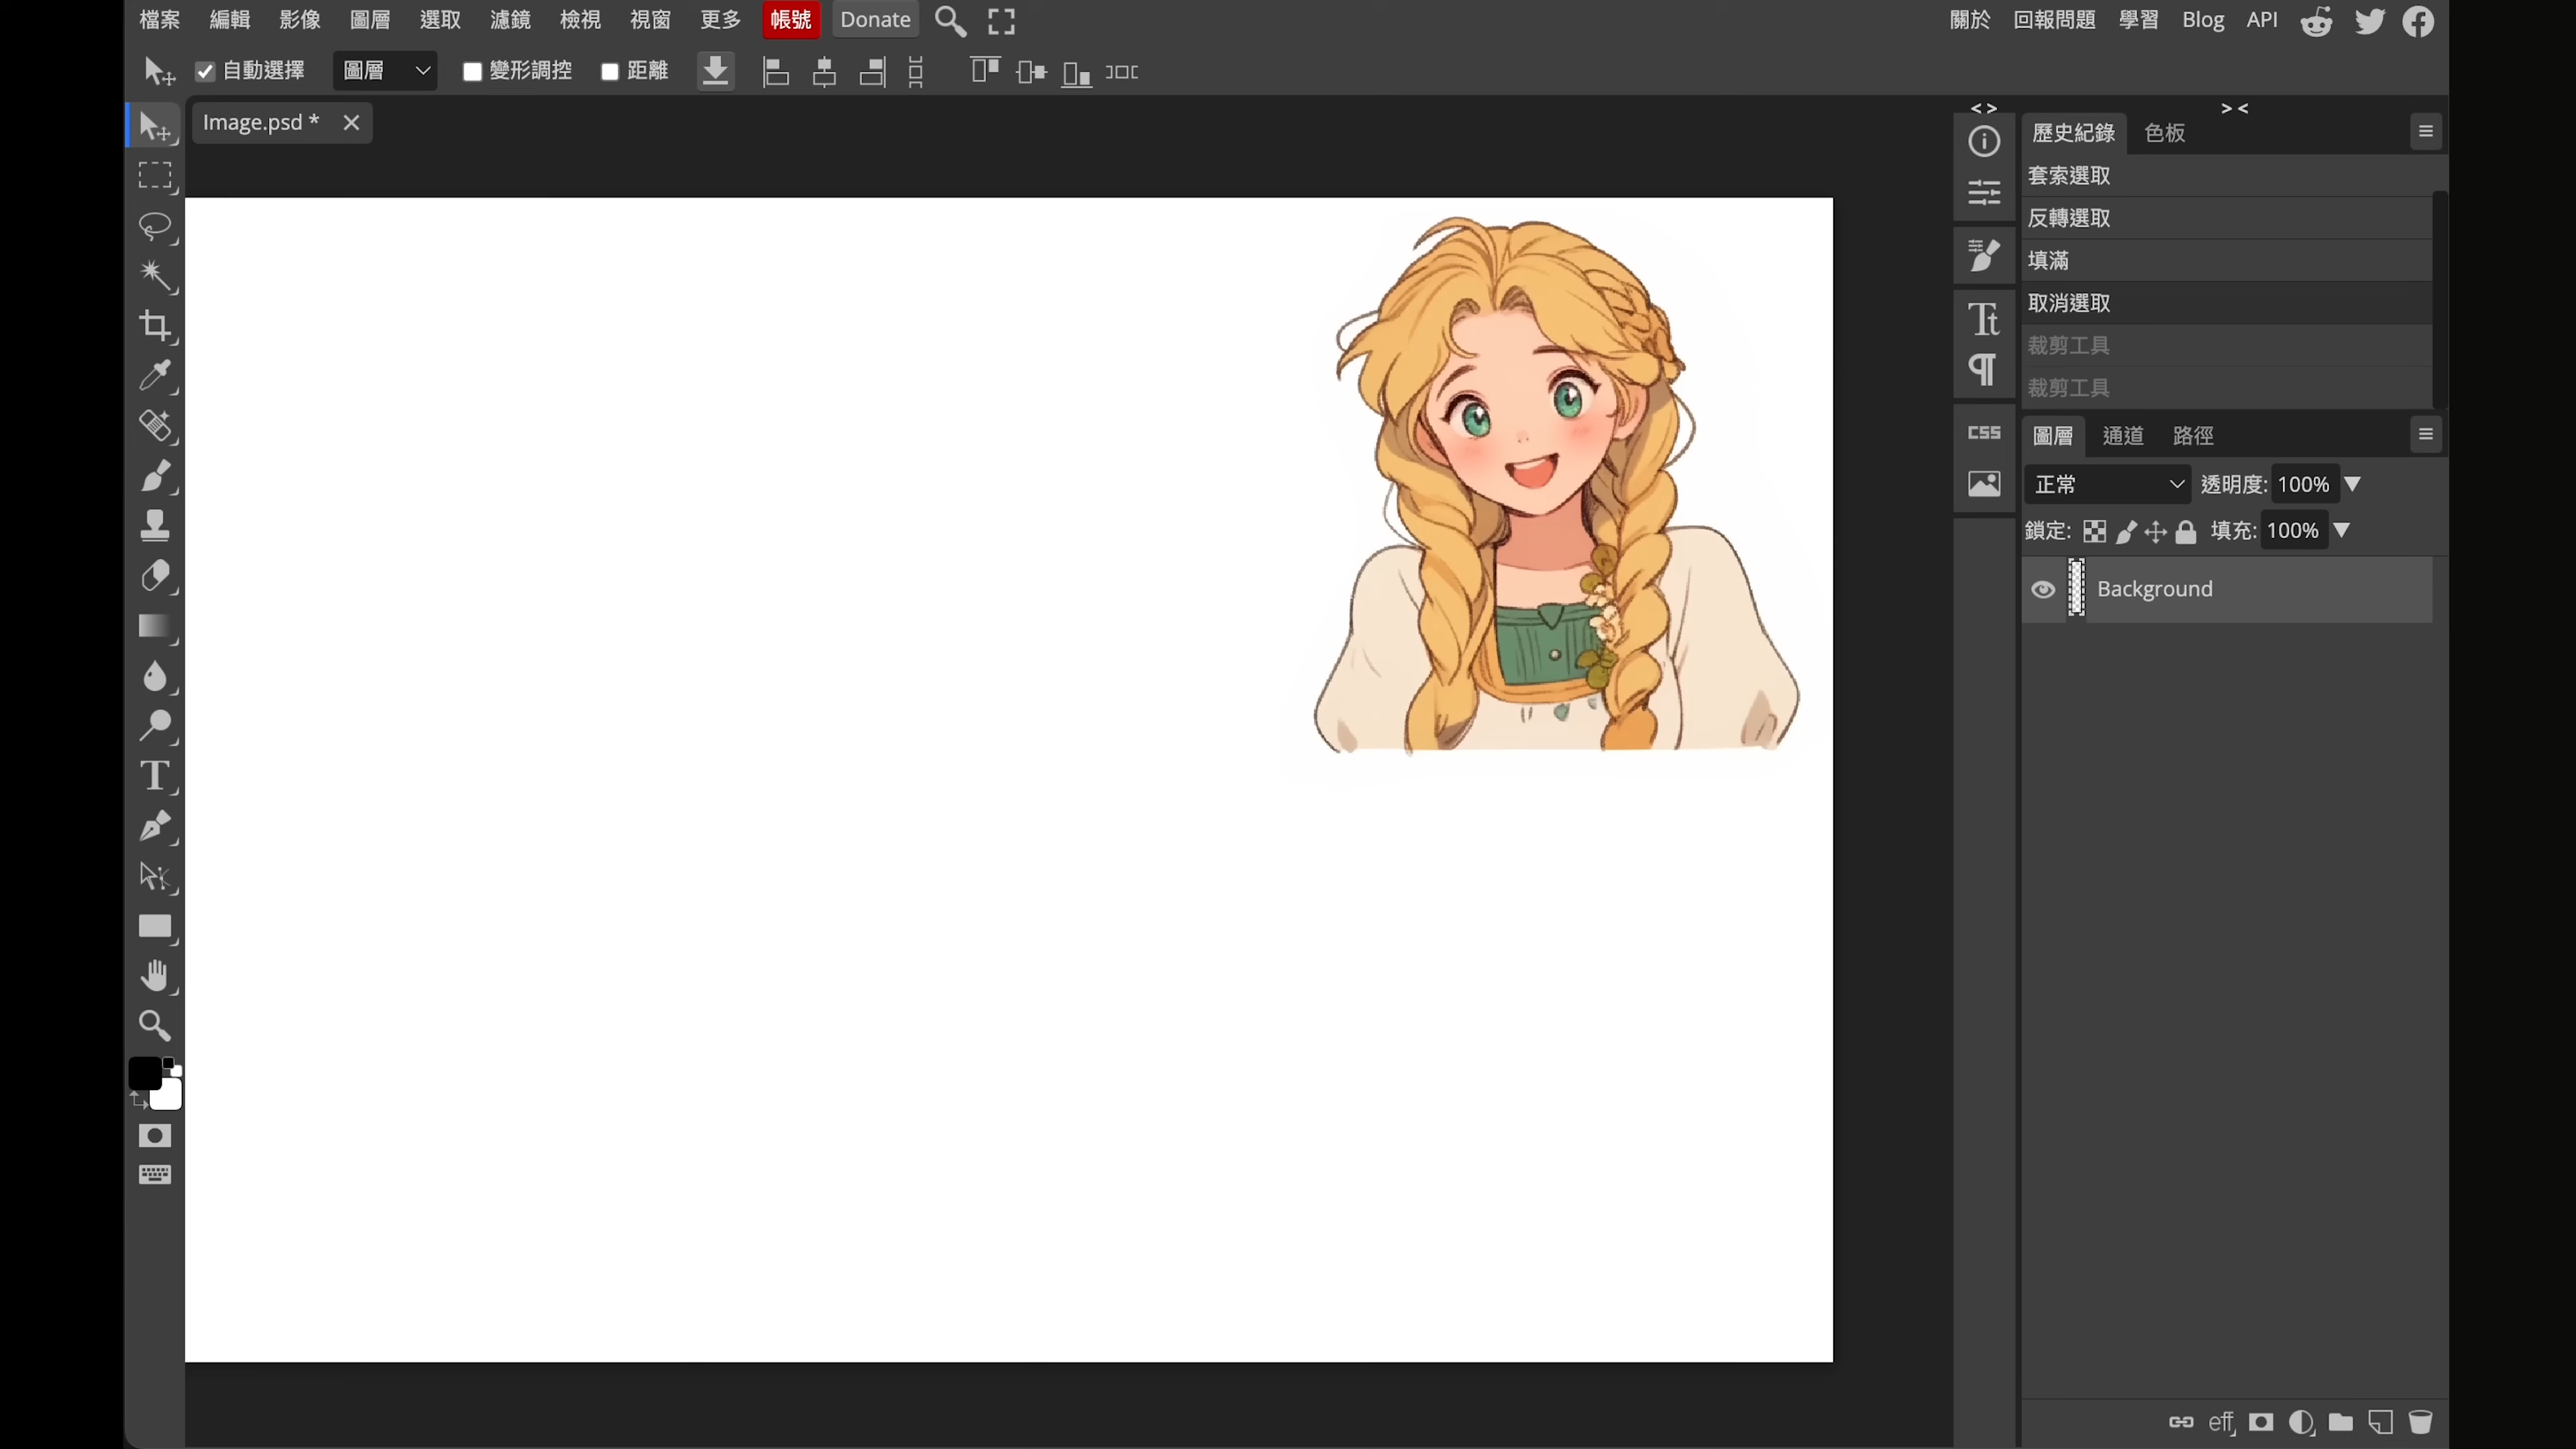 檔案 編輯 影像 圖層 選取 濾鏡 檢視 視窗 更多 帳號 Donate 關於 回報問題 學習 Blog API
自動選擇 圖層 變形調控 距離
Image.psd *
歷史紀錄 色板
套索選取
反轉選取
填滿
取消選取
裁剪工具
裁剪工具
CSS
圖層 通道 路徑
正常 透明度: 100%
鎖定: 填充: 100%
Background
eff